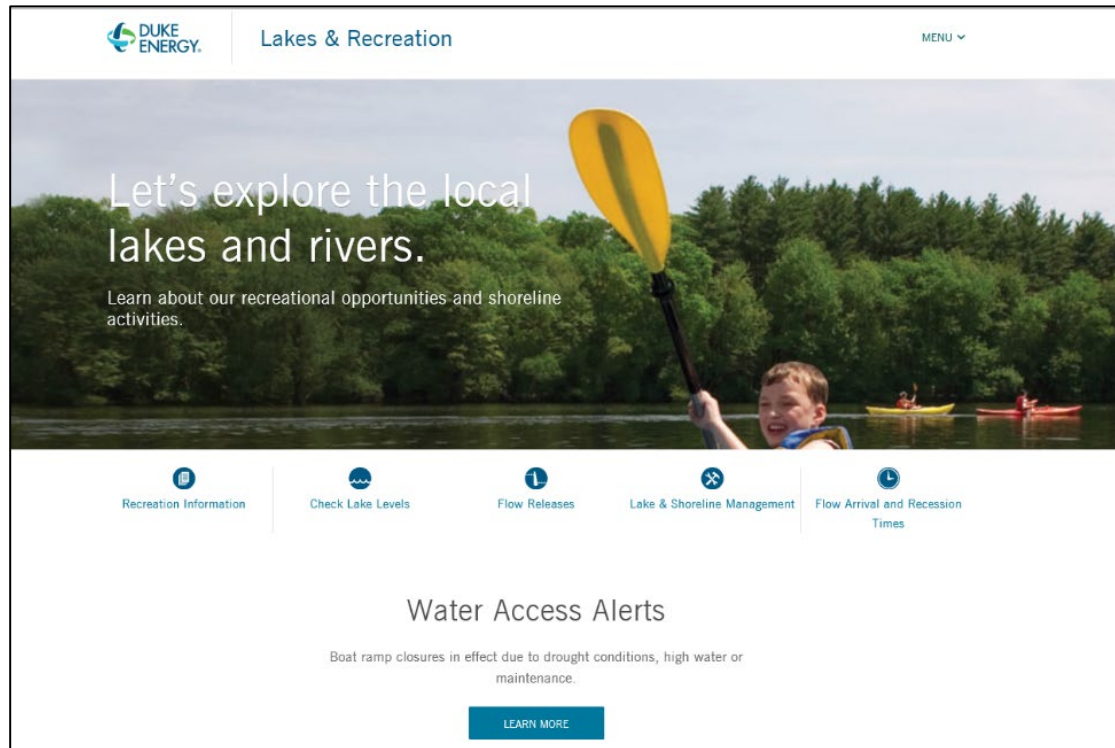 DUKE
ENERGY.
Lakes & Recreation
MENU
Let's explore the local
lakes and rivers.
Learn about our recreational opportunities and shoreline
activities.
Recreation Information
Check Lake Levels
Flow Releases
Lake & Shoreline Management
Flow Arrival and Recession
Times
Water Access Alerts
Boat ramp closures in effect due to drought conditions, high water or
maintenance.
LEARN MORE